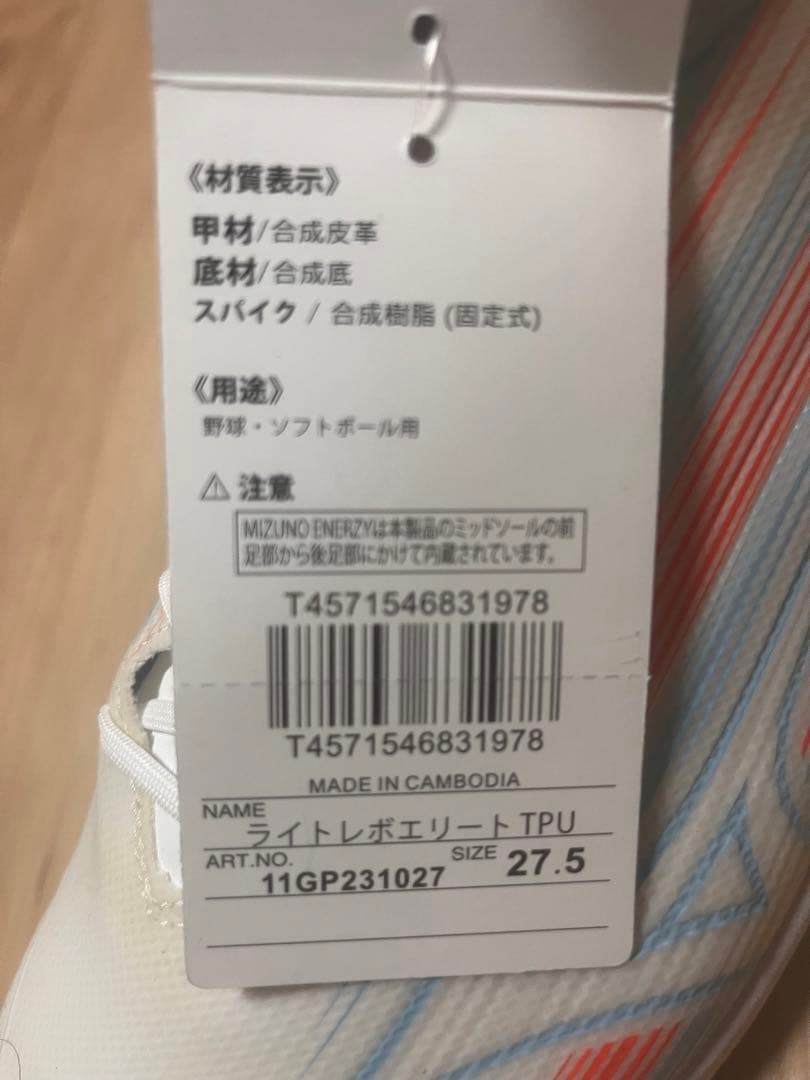 《材質表示》
甲材/合成皮革
底材/合成底
スパイク / 合成樹脂 (固定式)
《用途》
野球・ソフトボール用
⚠ 注意
MIZUNO ENERZYは本製品のミッドソールの前
足部から後足部にかけて内蔵されています。
T4571546831978
T4571546831978
MADE IN CAMBODIA
NAME
ライトレボエリート TPU
ART.NO. 11GP231027 SIZE 27.5